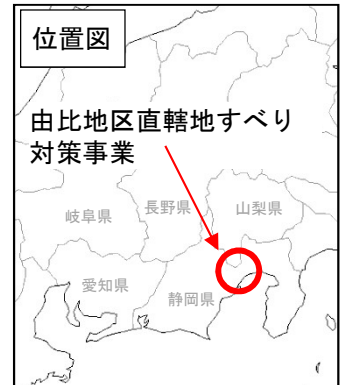 位置図
由比地区直轄地すべり
対策事業
岐阜県
長野県
山梨県
愛知県
静岡県